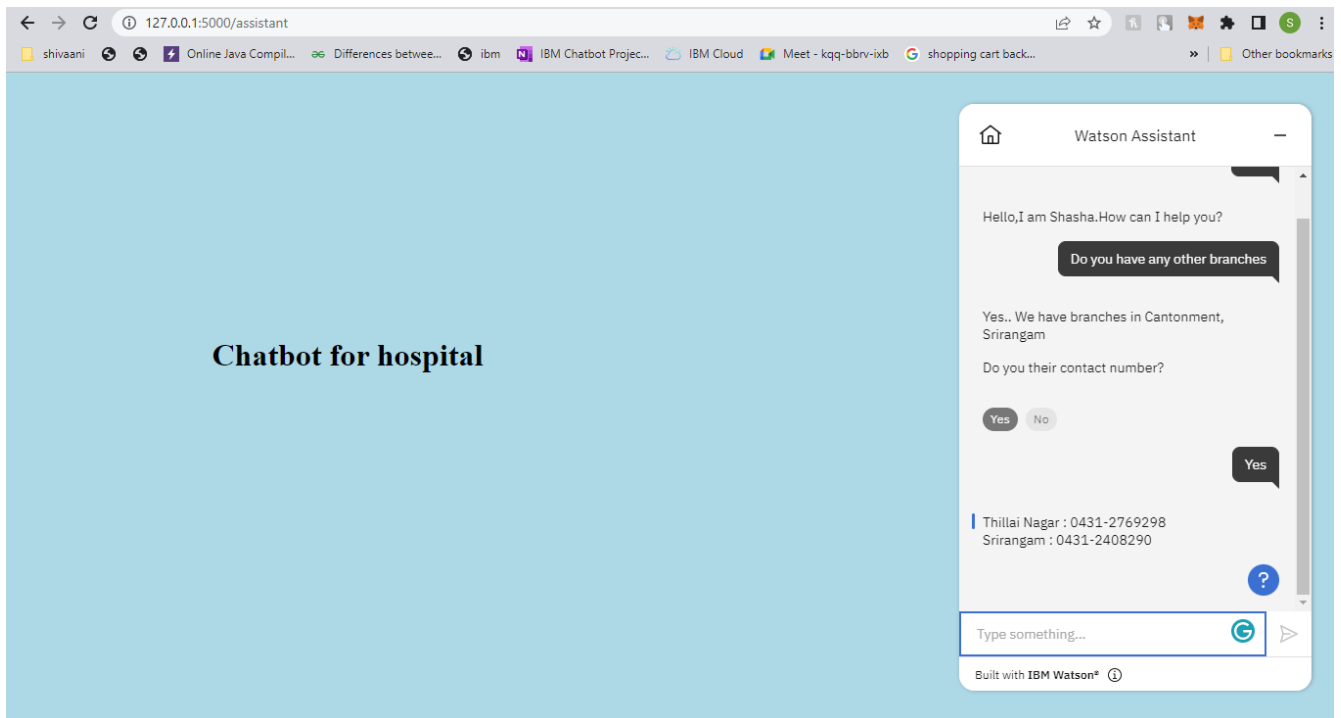 127.0.0.1:5000/assistant
S
shivaani Online Java Compil... Differences betwee... ibm IBM Chatbot Projec... IBM Cloud Meet - kqq-bbrv-ixb shopping cart back... » Other bookmarks
Watson Assistant
Hello,I am Shasha.How can I help you?
Do you have any other branches
Yes.. We have branches in Cantonment,
Srirangam
Do you their contact number?
Yes No
Yes
Thillai Nagar : 0431-2769298
Srirangam : 0431-2408290
?
Type something...
Built with IBM Watson®
Chatbot for hospital